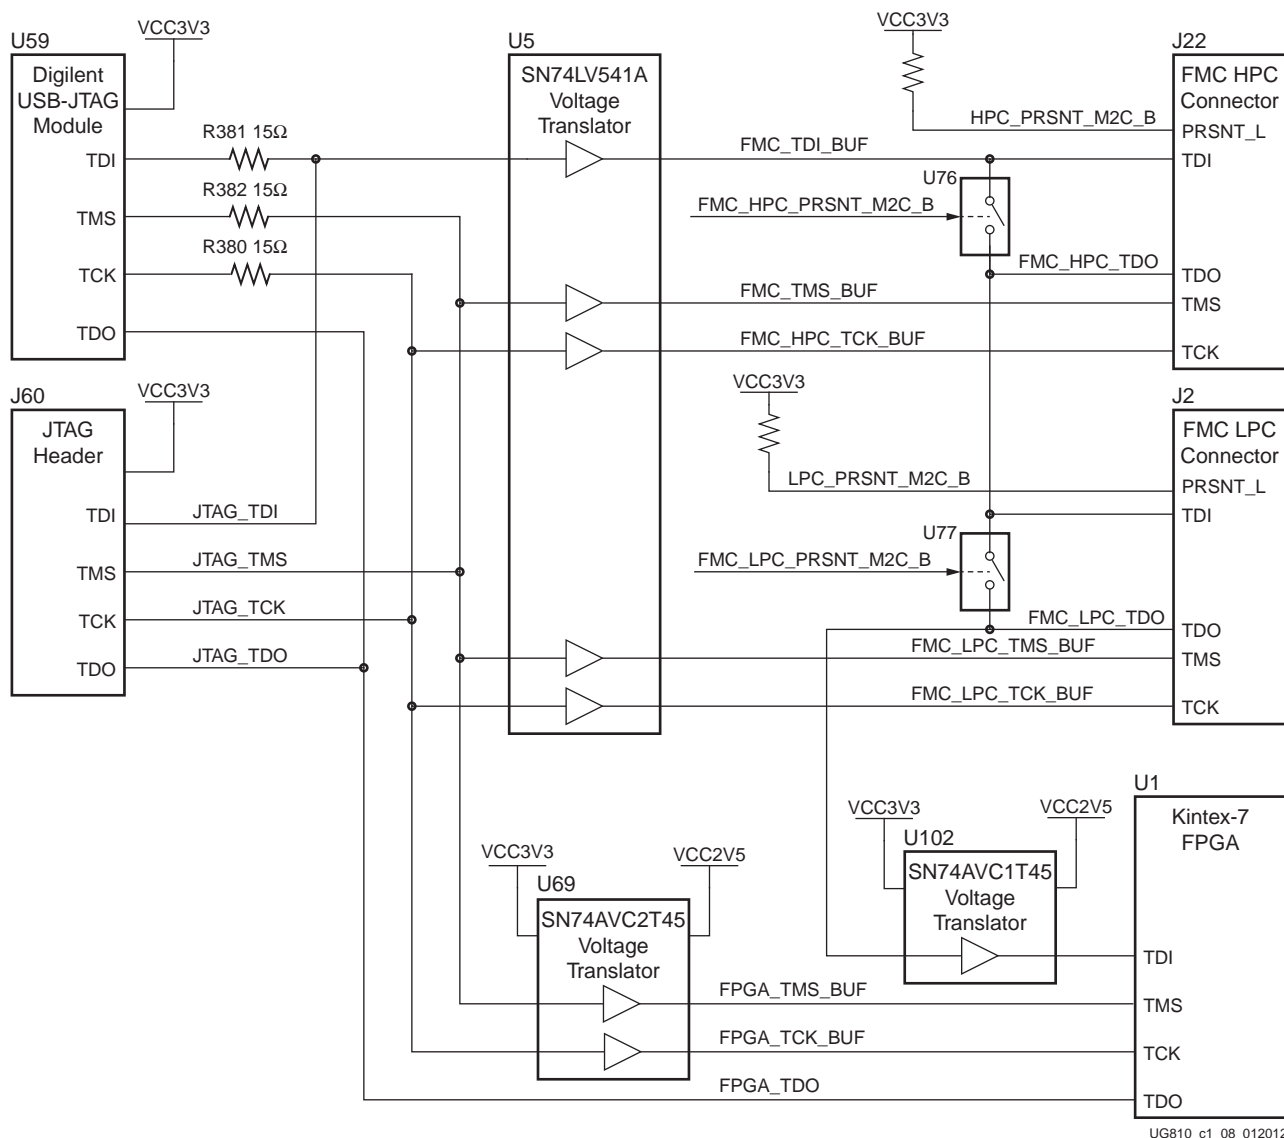 U59
VCC3V3
Digilent
USB-JTAG
Module
TDI
TMS
TCK
TDO
R381 15Ω
R382 15Ω
R380 15Ω
J60
VCC3V3
JTAG
Header
TDI
TMS
TCK
TDO
JTAG_TDI
JTAG_TMS
JTAG_TCK
JTAG_TDO
U5
SN74LV541A
Voltage
Translator
VCC3V3
HPC_PRSNT_M2C_B
FMC_TDI_BUF
U76
FMC_HPC_PRSNT_M2C_B
FMC_HPC_TDO
FMC_TMS_BUF
FMC_HPC_TCK_BUF
J22
FMC HPC
Connector
PRSNT_L
TDI
TDO
TMS
TCK
VCC3V3
LPC_PRSNT_M2C_B
U77
FMC_LPC_PRSNT_M2C_B
FMC_LPC_TDO
FMC_LPC_TMS_BUF
FMC_LPC_TCK_BUF
J2
FMC LPC
Connector
PRSNT_L
TDI
TDO
TMS
TCK
VCC3V3
U69
VCC2V5
SN74AVC2T45
Voltage
Translator
FPGA_TMS_BUF
FPGA_TCK_BUF
FPGA_TDO
VCC3V3
U102
VCC2V5
SN74AVC1T45
Voltage
Translator
U1
Kintex-7
FPGA
TDI
TMS
TCK
TDO
UG810_c1_08_012012